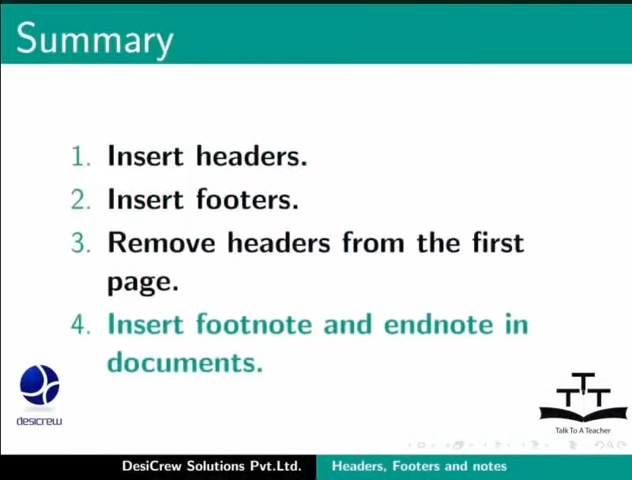 Summary
1. Insert headers.
2. Insert footers.
3. Remove headers from the first
page.
4. Insert footnote and endnote in
documents.
desicrew
TTT
Talk To A Teacher
DesiCrew Solutions Pvt.Ltd. Headers, Footers and notes